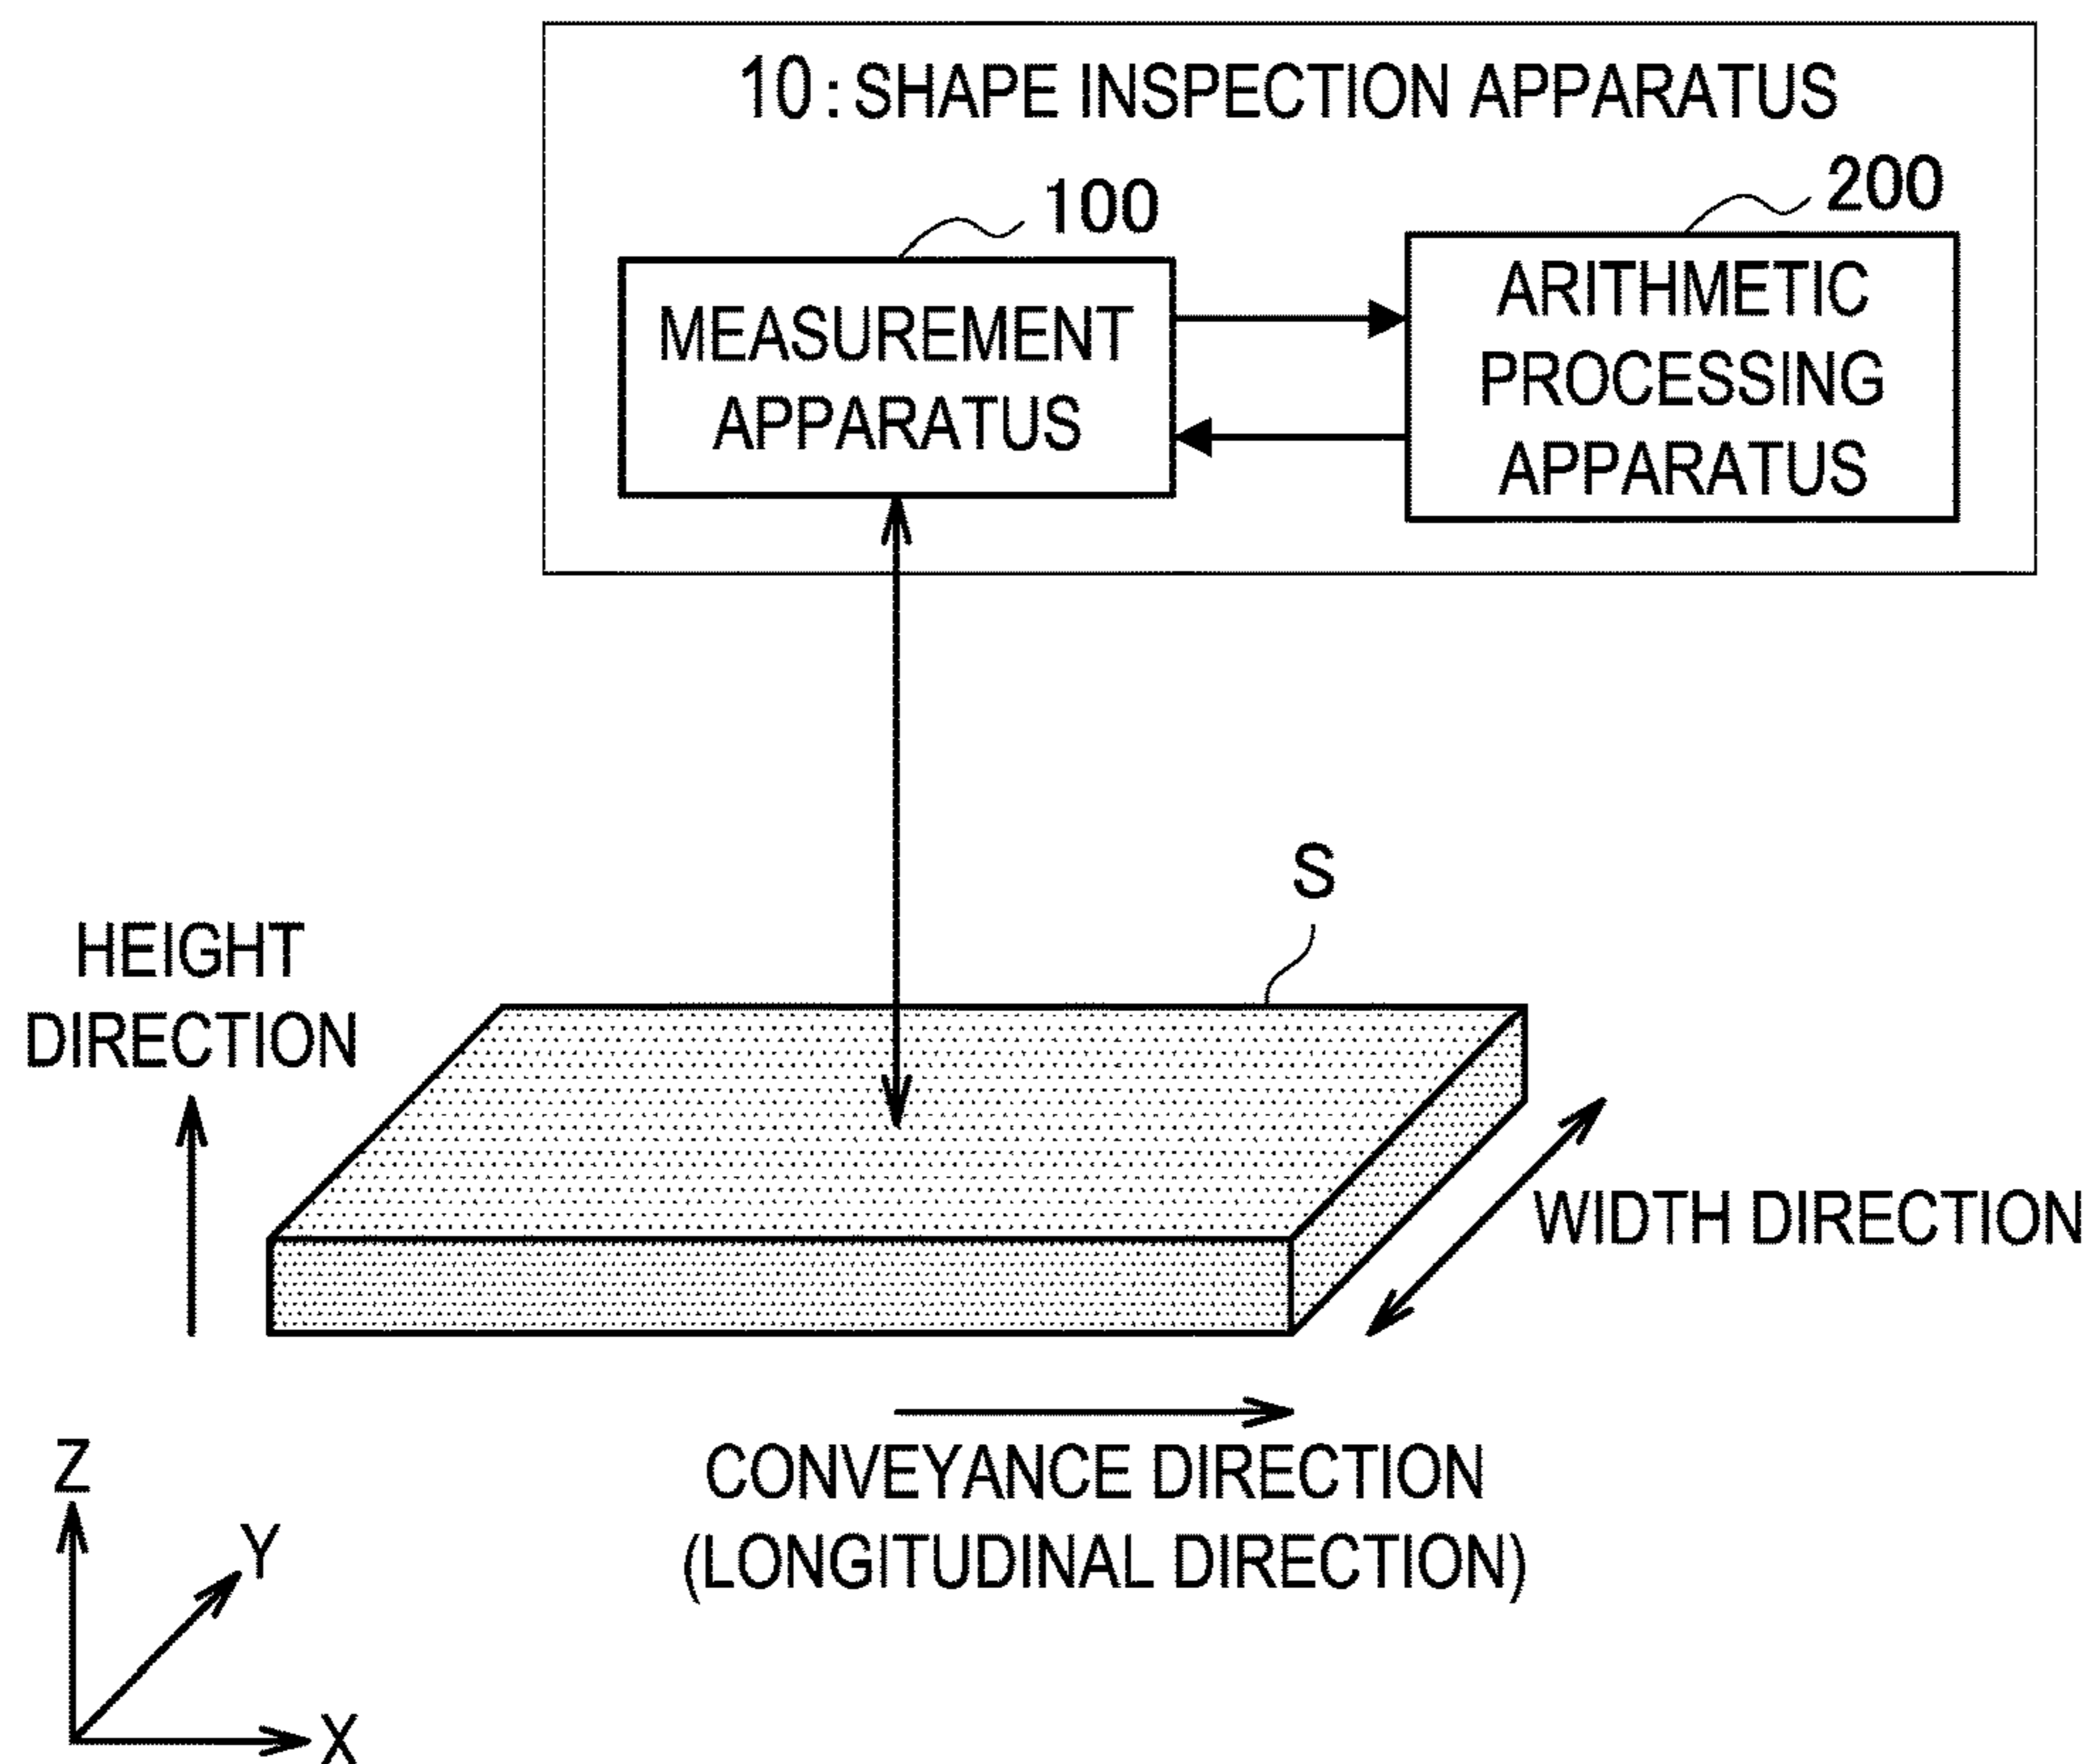 10: SHAPE INSPECTION APPARATUS
100
200
MEASUREMENT
APPARATUS
ARITHMETIC
PROCESSING
APPARATUS
S
HEIGHT
DIRECTION
WIDTH DIRECTION
CONVEYANCE DIRECTION
(LONGITUDINAL DIRECTION)
Z
Y
X